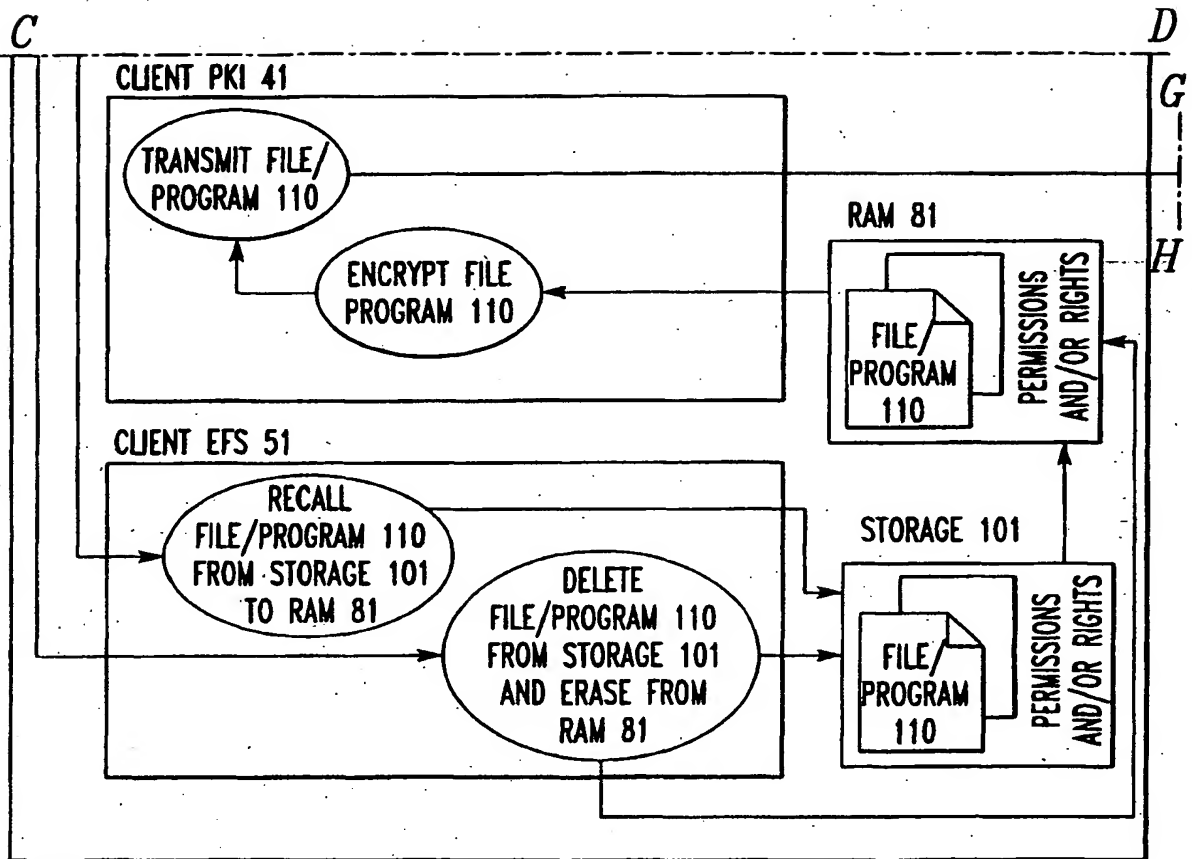 C
D
CLIENT PKI 41
G
TRANSMIT FILE/
PROGRAM 110
RAM 81
H
ENCRYPT FILE
PROGRAM 110
FILE/
PROGRAM
110
PERMISSIONS
AND/OR RIGHTS
CLIENT EFS 51
RECALL
FILE/PROGRAM 110
FROM STORAGE 101
TO RAM 81
STORAGE 101
DELETE
FILE/PROGRAM 110
FROM STORAGE 101
AND ERASE FROM
RAM 81
FILE/
PROGRAM
110
PERMISSIONS
AND/OR RIGHTS